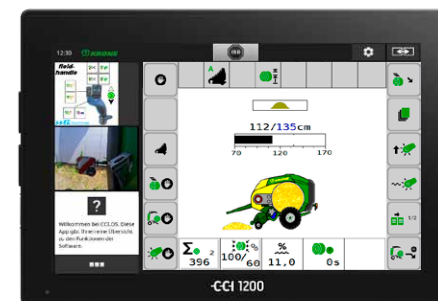 12:30 KRONE
field-
handle
A
112/135cm
70 120 170
?
Willkommen bei CCI.OS. Diese
App gibt Ihnen eine Übersicht
zu den Funktionen der
Software.
1/2
Σ 2
396
100/60 %
%
11,0
0s
CCI 1200